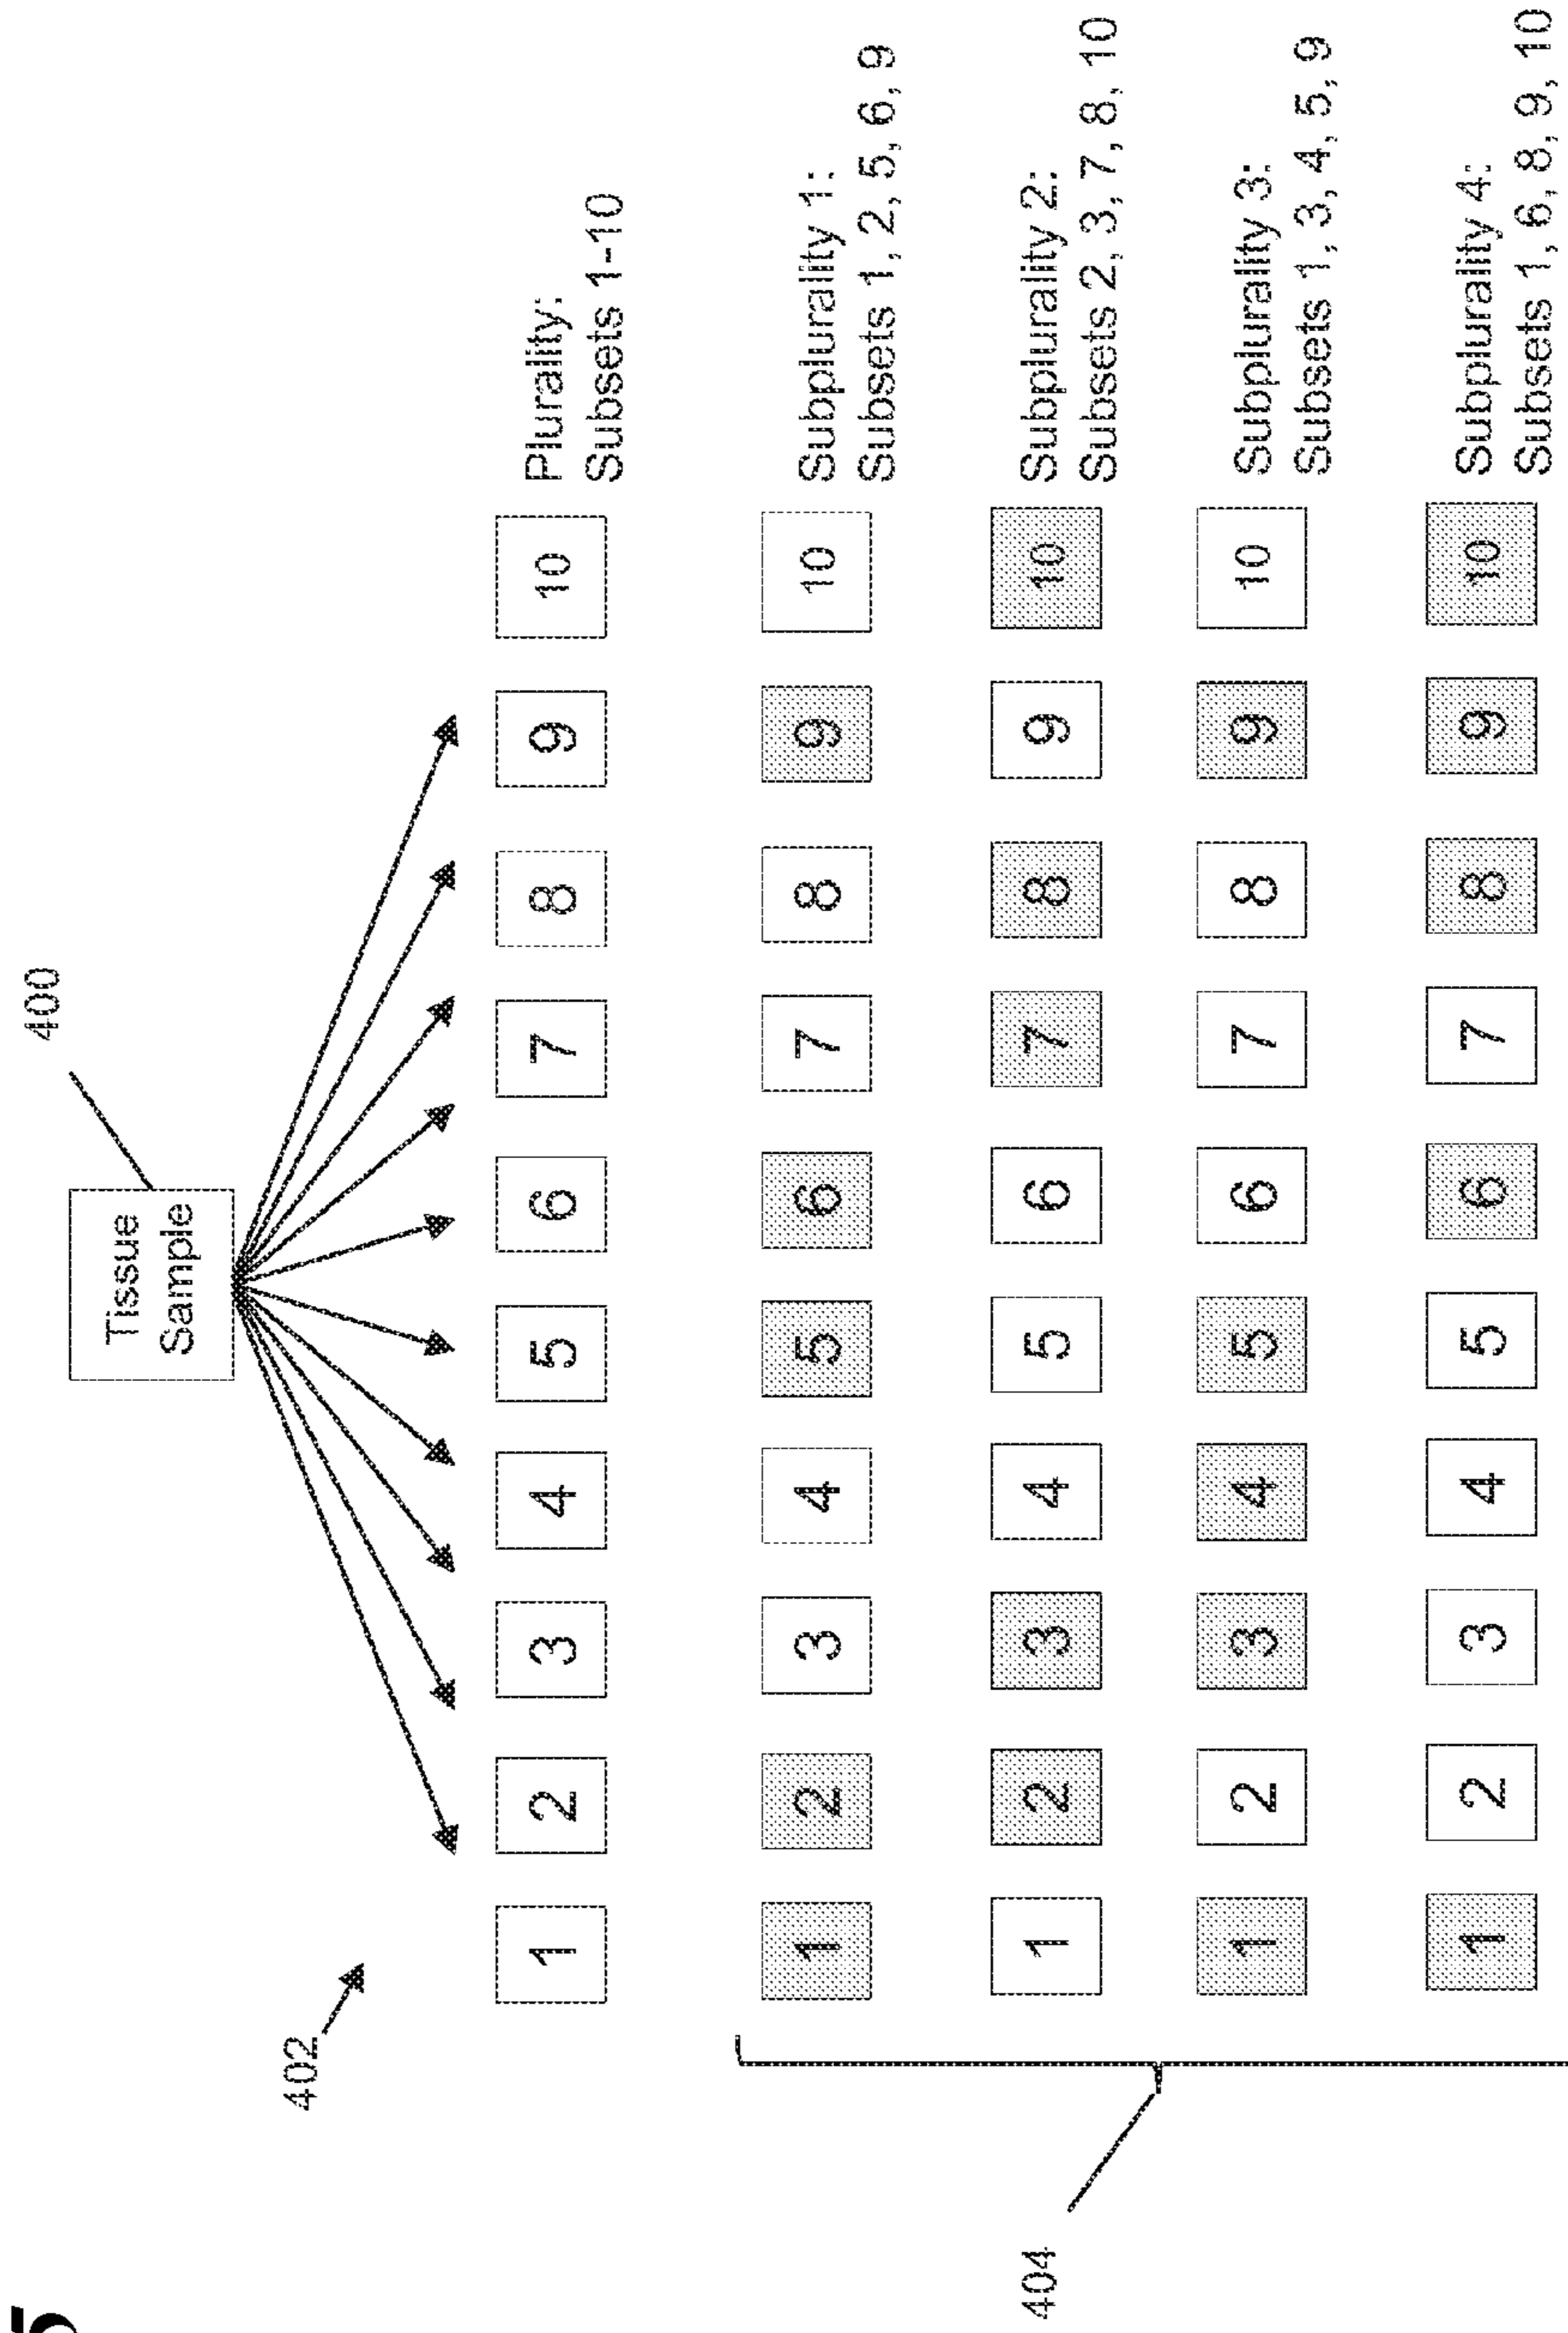 5
400
Tissue
Sample
402
1 2 3 4 5 6 7 8 9 10
Plurality:
Subsets 1-10
1 2 3 4 5 6 7 8 9 10
Subplurality 1:
Subsets 1, 2, 5, 6, 9
404
1 2 3 4 5 6 7 8 9 10
Subplurality 2:
Subsets 2, 3, 7, 8, 10
1 2 3 4 5 6 7 8 9 10
Subplurality 3:
Subsets 1, 3, 4, 5, 9
1 2 3 4 5 6 7 8 9 10
Subplurality 4:
Subsets 1, 6, 8, 9, 10